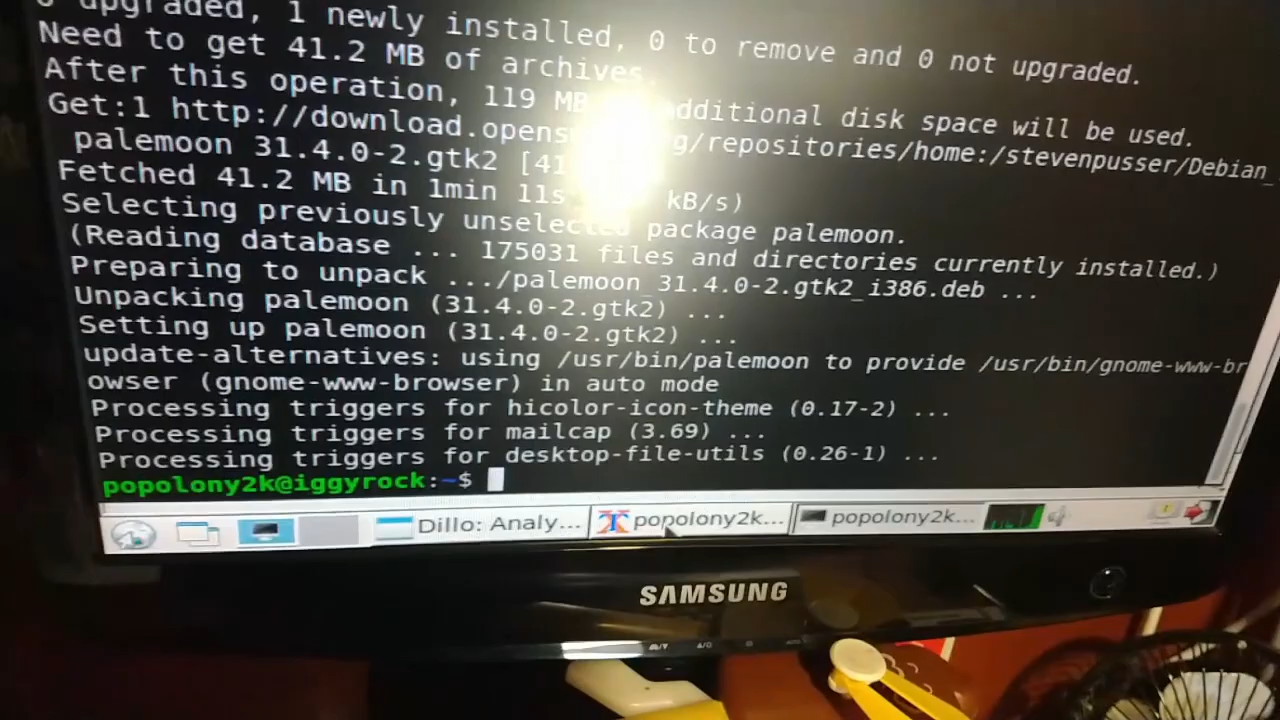 upgraded, 1 newly installed, 0 to remove and 0 not upgraded.
Need to get 41.2 MB of archives.
After this operation, 119 MB additional disk space will be used.
Get:1 http://download.opens g/repositories/home:/stevenpusser/Debian_
palemoon 31.4.0-2.gtk2 [41
Fetched 41.2 MB in 1min 11s kB/s)
Selecting previously unselected package palemoon.
(Reading database ... 175031 files and directories currently installed.)
Preparing to unpack .../palemoon_31.4.0-2.gtk2_i386.deb ...
Unpacking palemoon (31.4.0-2.gtk2) ...
Setting up palemoon (31.4.0-2.gtk2) ...
update-alternatives: using /usr/bin/palemoon to provide /usr/bin/gnome-www-br
owser (gnome-www-browser) in auto mode
Processing triggers for hicolor-icon-theme (0.17-2) ...
Processing triggers for mailcap (3.69) ...
Processing triggers for desktop-file-utils (0.26-1) ...
popolony2k@iggyrock:~$
Dillo: Analy... popolony2k... popolony2k...
SAMSUNG